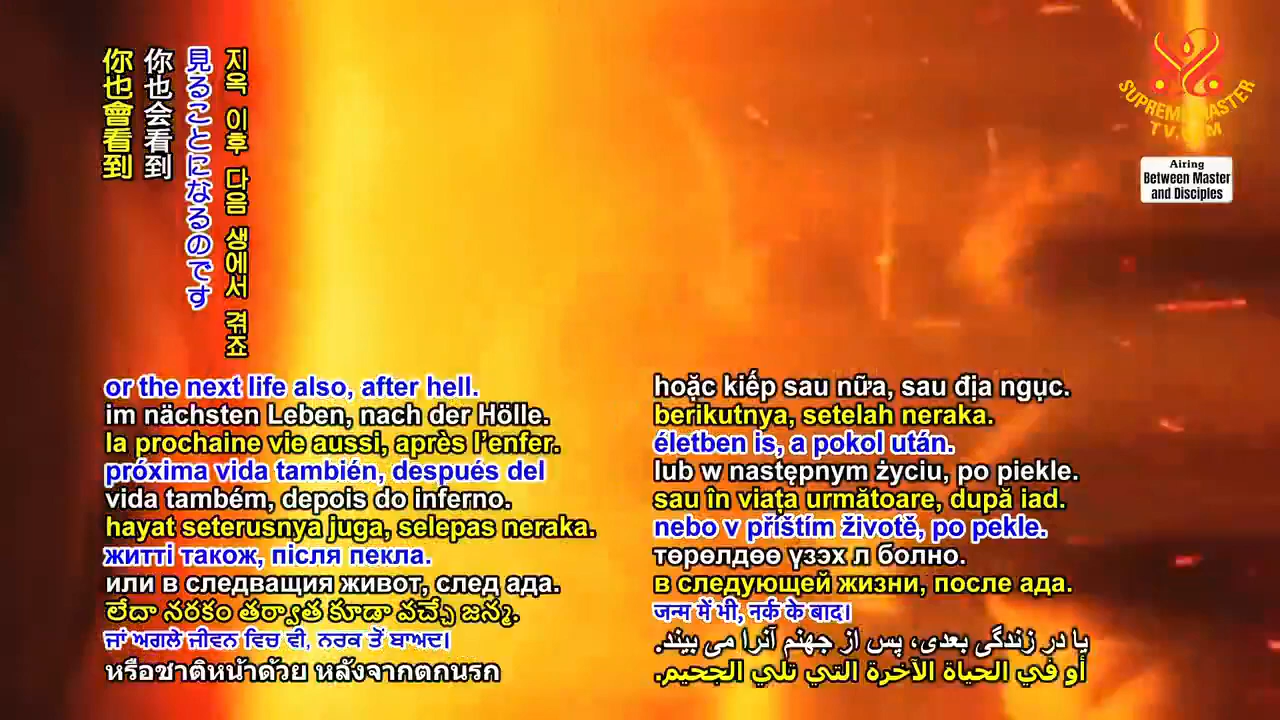 你也會看到
你也会看到
見ることになるのです
지옥 이후 다음 생에서 겪죠
SUPREME MASTER
TV.COM
Airing
Between Master
and Disciples
or the next life also, after hell.
im nächsten Leben, nach der Hölle.
la prochaine vie aussi, après l’enfer.
próxima vida también, después del
vida também, depois do inferno.
hayat seterusnya juga, selepas neraka.
житті також, після пекла.
или в следващия живот, след ада.
లేదా నరకం తర్వాత కూడా వచ్చే జన్మ.
ਜਾਂ ਅਗਲੇ ਜੀਵਨ ਵਿਚ ਵੀ, ਨਰਕ ਤੋਂ ਬਾਅਦ।
หรือชาติหน้าด้วย หลังจากตกนรก
hoặc kiếp sau nữa, sau địa ngục.
berikutnya, setelah neraka.
életben is, a pokol után.
lub w następnym życiu, po piekle.
sau în viața următoare, după iad.
nebo v příštím životě, po pekle.
төрөлдөө үзэх л болно.
в следующей жизни, после ада.
जन्म में भी, नर्क के बाद।
یا در زندگی بعدی، پس از جهنم آنرا می بیند.
أو في الحياة الآخرة التي تلي الجحيم.